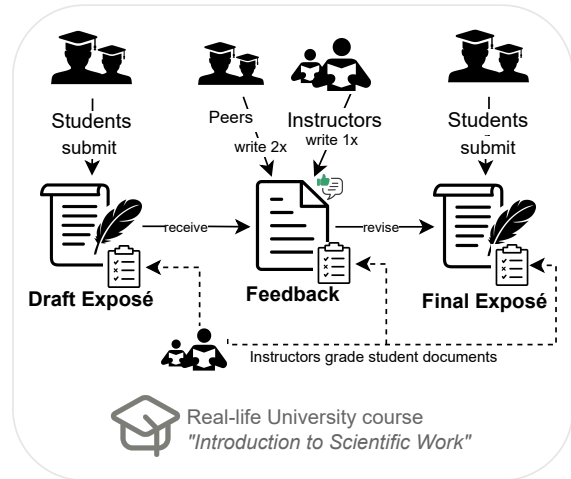 Students
submit
Peers
write 2x
Instructors
write 1x
Students
submit
receive
revise
Draft Exposé
Feedback
Final Exposé
Instructors grade student documents
Real-life University course
"Introduction to Scientific Work"